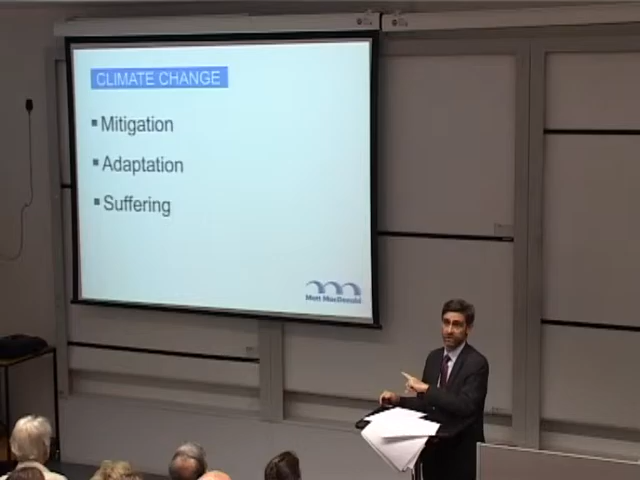 CLIMATE CHANGE
Mitigation
Adaptation
Suffering
Mott MacDonald